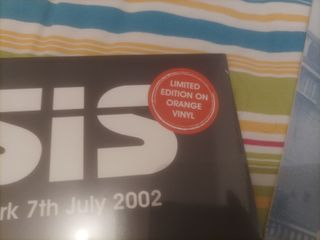 SIS
LIMITED
EDITION ON
ORANGE
VINYL
rk 7th July 2002